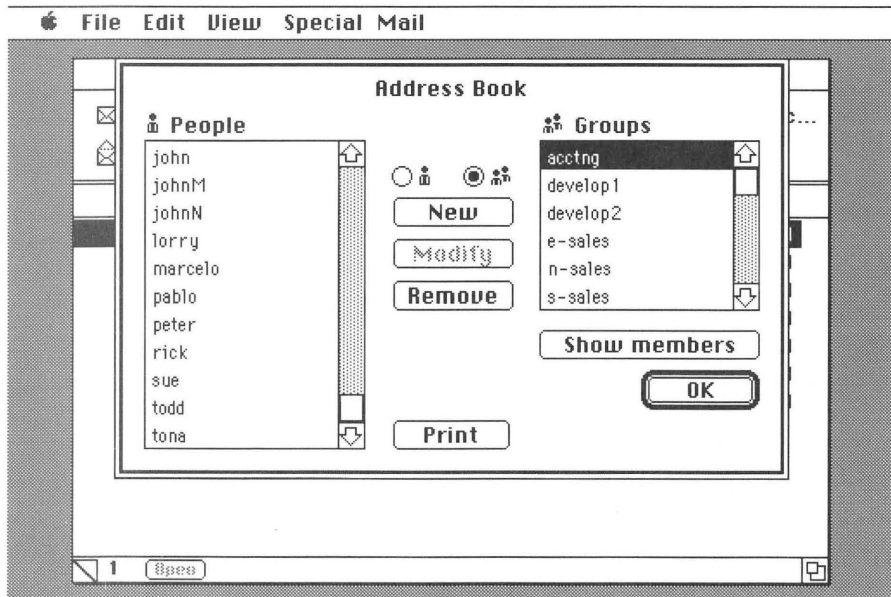 File Edit View Special Mail
Address Book
People
john
johnM
johnN
lorry
marcelo
pablo
peter
rick
sue
todd
tona
New
Modify
Remove
Print
Groups
acctng
develop1
develop2
e-sales
n-sales
s-sales
Show members
OK
c...
1 Open